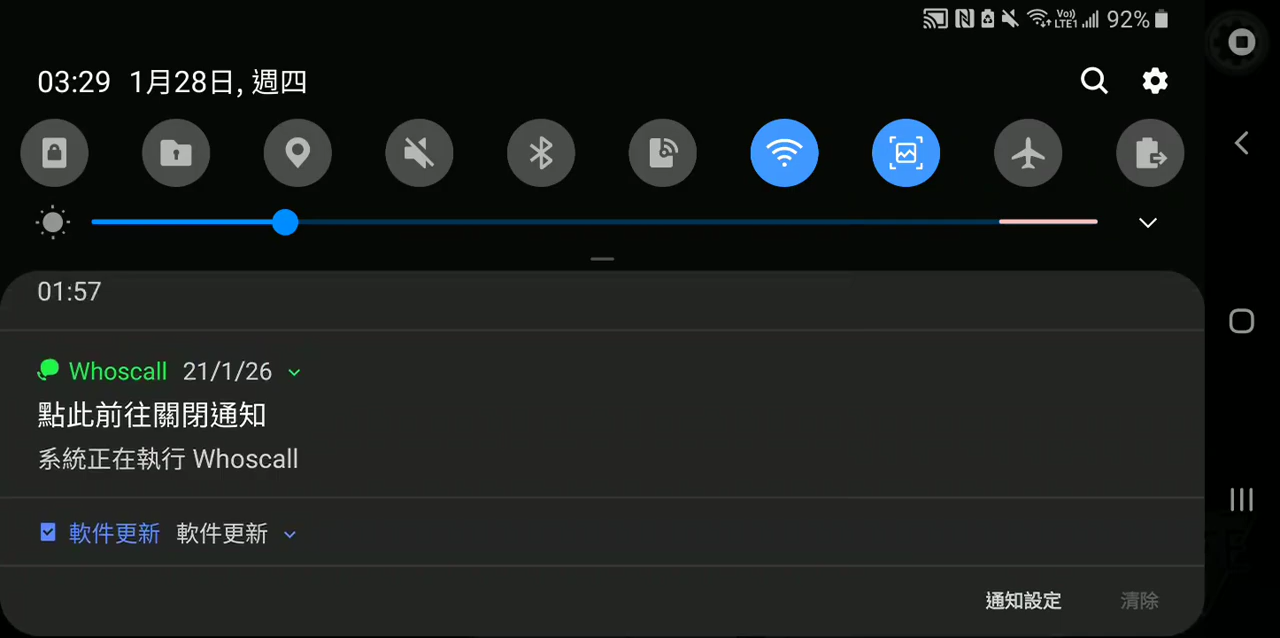 Vo)) LTE1 92%
03:29 1月28日, 週四
01:57
Whoscall 21/1/26
點此前往關閉通知
系統正在執行 Whoscall
軟件更新 軟件更新
通知設定 清除